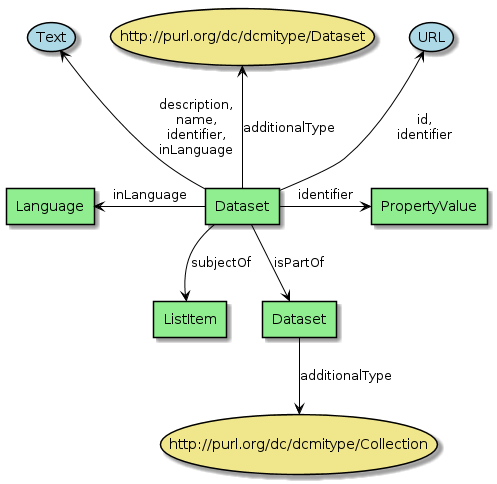 Text
http://purl.org/dc/dcmitype/Dataset
URL
description,
name,
identifier,
inLanguage
additionalType
id,
identifier
Language
inLanguage
Dataset
identifier
PropertyValue
subjectOf
isPartOf
ListItem
Dataset
additionalType
http://purl.org/dc/dcmitype/Collection